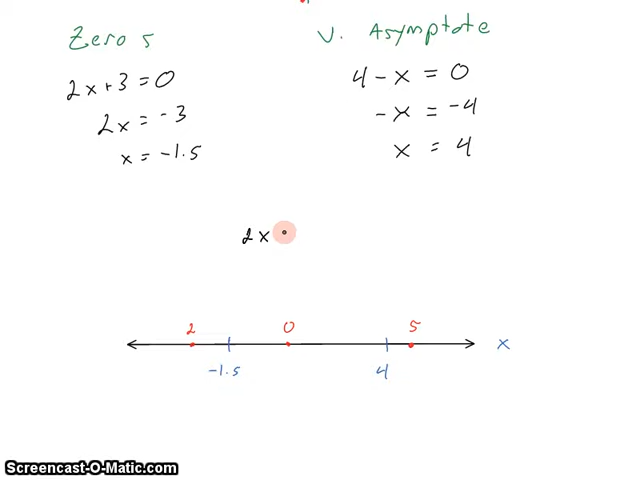 Zeros
V. Asymptote
2x + 3 = 0
4 - x = 0
2x = -3
-x = -4
x = -1.5
x = 4
2x
2 0 5
x
-1.5 4
Screencast-O-Matic.com